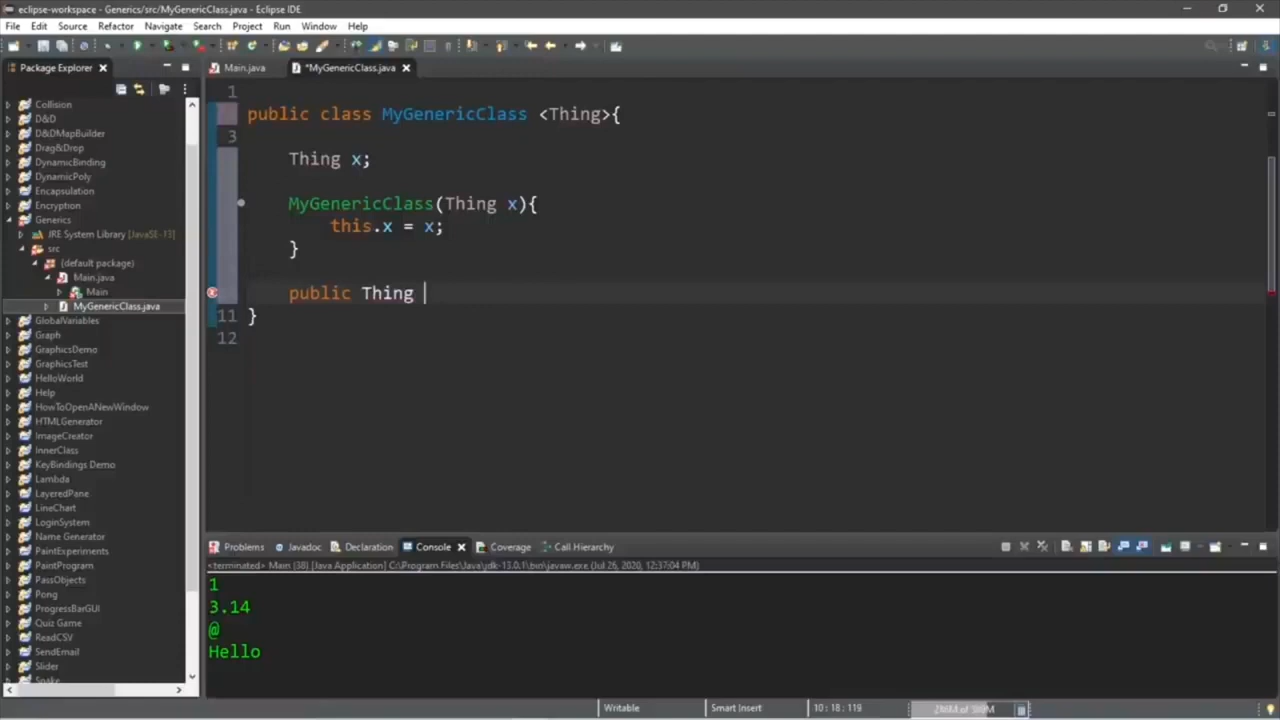 eclipse-workspace - Generics/src/MyGenericClass.java - Eclipse IDE
File Edit Source Refactor Navigate Search Project Run Window Help
Package Explorer
Main.java *MyGenericClass.java
Collision
D&D
D&DMapBuilder
Drag&Drop
DynamicBinding
DynamicPoly
Encapsulation
Encryption
Generics
JRE System Library [JavaSE-13]
src
(default package)
Main.java
Main
MyGenericClass.java
GlobalVariables
Graph
GraphicsDemo
GraphicsTest
HelloWorld
Help
HowToOpenANewWindow
HTMLGenerator
ImageCreator
InnerClass
KeyBindings Demo
Lambda
LayeredPane
LineChart
LoginSystem
Name Generator
PaintExperiments
PaintProgram
PassObjects
Pong
ProgressBarGUI
Quiz Game
ReadCSV
SendEmail
Slider
Snake
1
public class MyGenericClass <Thing>{
3
Thing x;
MyGenericClass(Thing x){
this.x = x;
}
public Thing
11 }
12
Problems Javadoc Declaration Console Coverage Call Hierarchy
<terminated> Main (38) [Java Application] C:\Program Files\Java\jdk-13.0.1\bin\javaw.exe (Jul 26, 2020, 12:37:04 PM)
1
3.14
@
Hello
Writable Smart Insert 10 : 18 : 119